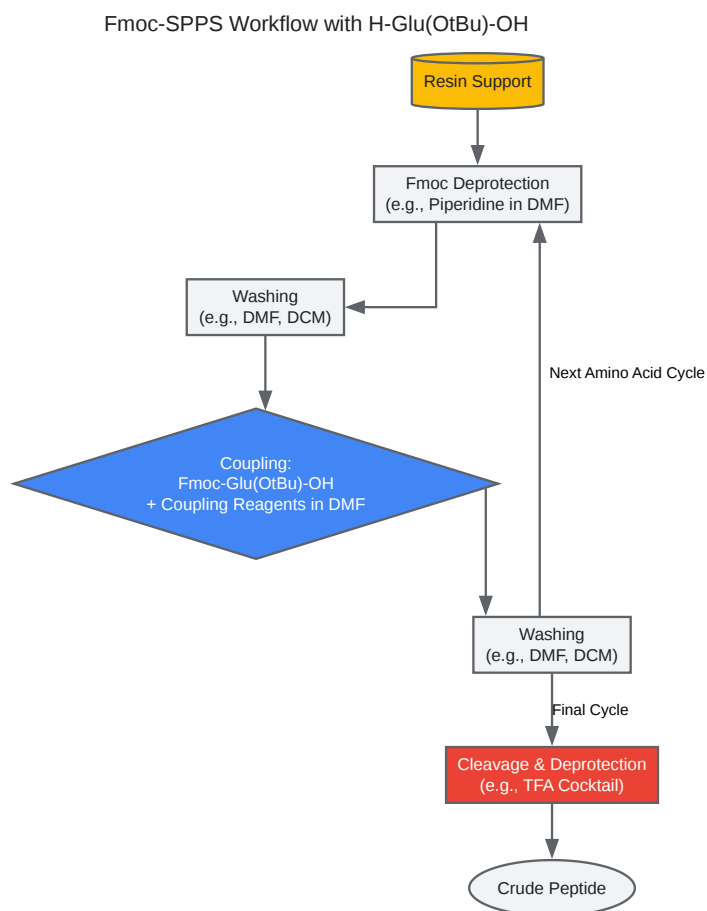 Fmoc-SPPS Workflow with H-Glu(OtBu)-OH
Resin Support
Fmoc Deprotection
(e.g., Piperidine in DMF)
Washing
(e.g., DMF, DCM)
Next Amino Acid Cycle
Coupling:
Fmoc-Glu(OtBu)-OH
+ Coupling Reagents in DMF
Washing
(e.g., DMF, DCM)
Final Cycle
Cleavage & Deprotection
(e.g., TFA Cocktail)
Crude Peptide